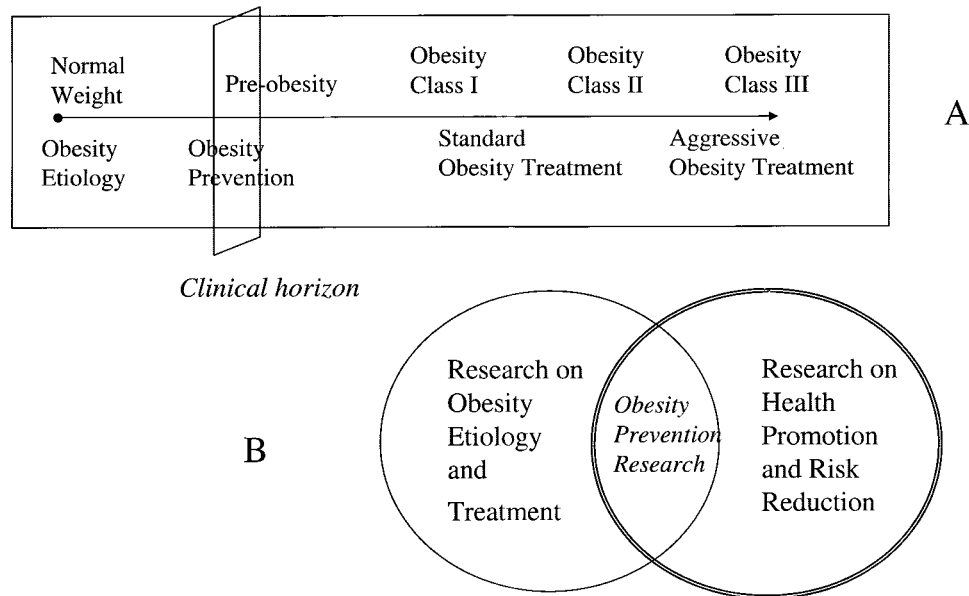 Normal
Weight
Pre-obesity
Obesity
Class I
Obesity
Class II
Obesity
Class III
A
Obesity
Etiology
Obesity
Prevention
Standard
Obesity Treatment
Aggressive
Obesity Treatment
Clinical horizon
B
Research on
Obesity
Etiology
and
Treatment
Obesity
Prevention
Research
Research on
Health
Promotion
and Risk
Reduction